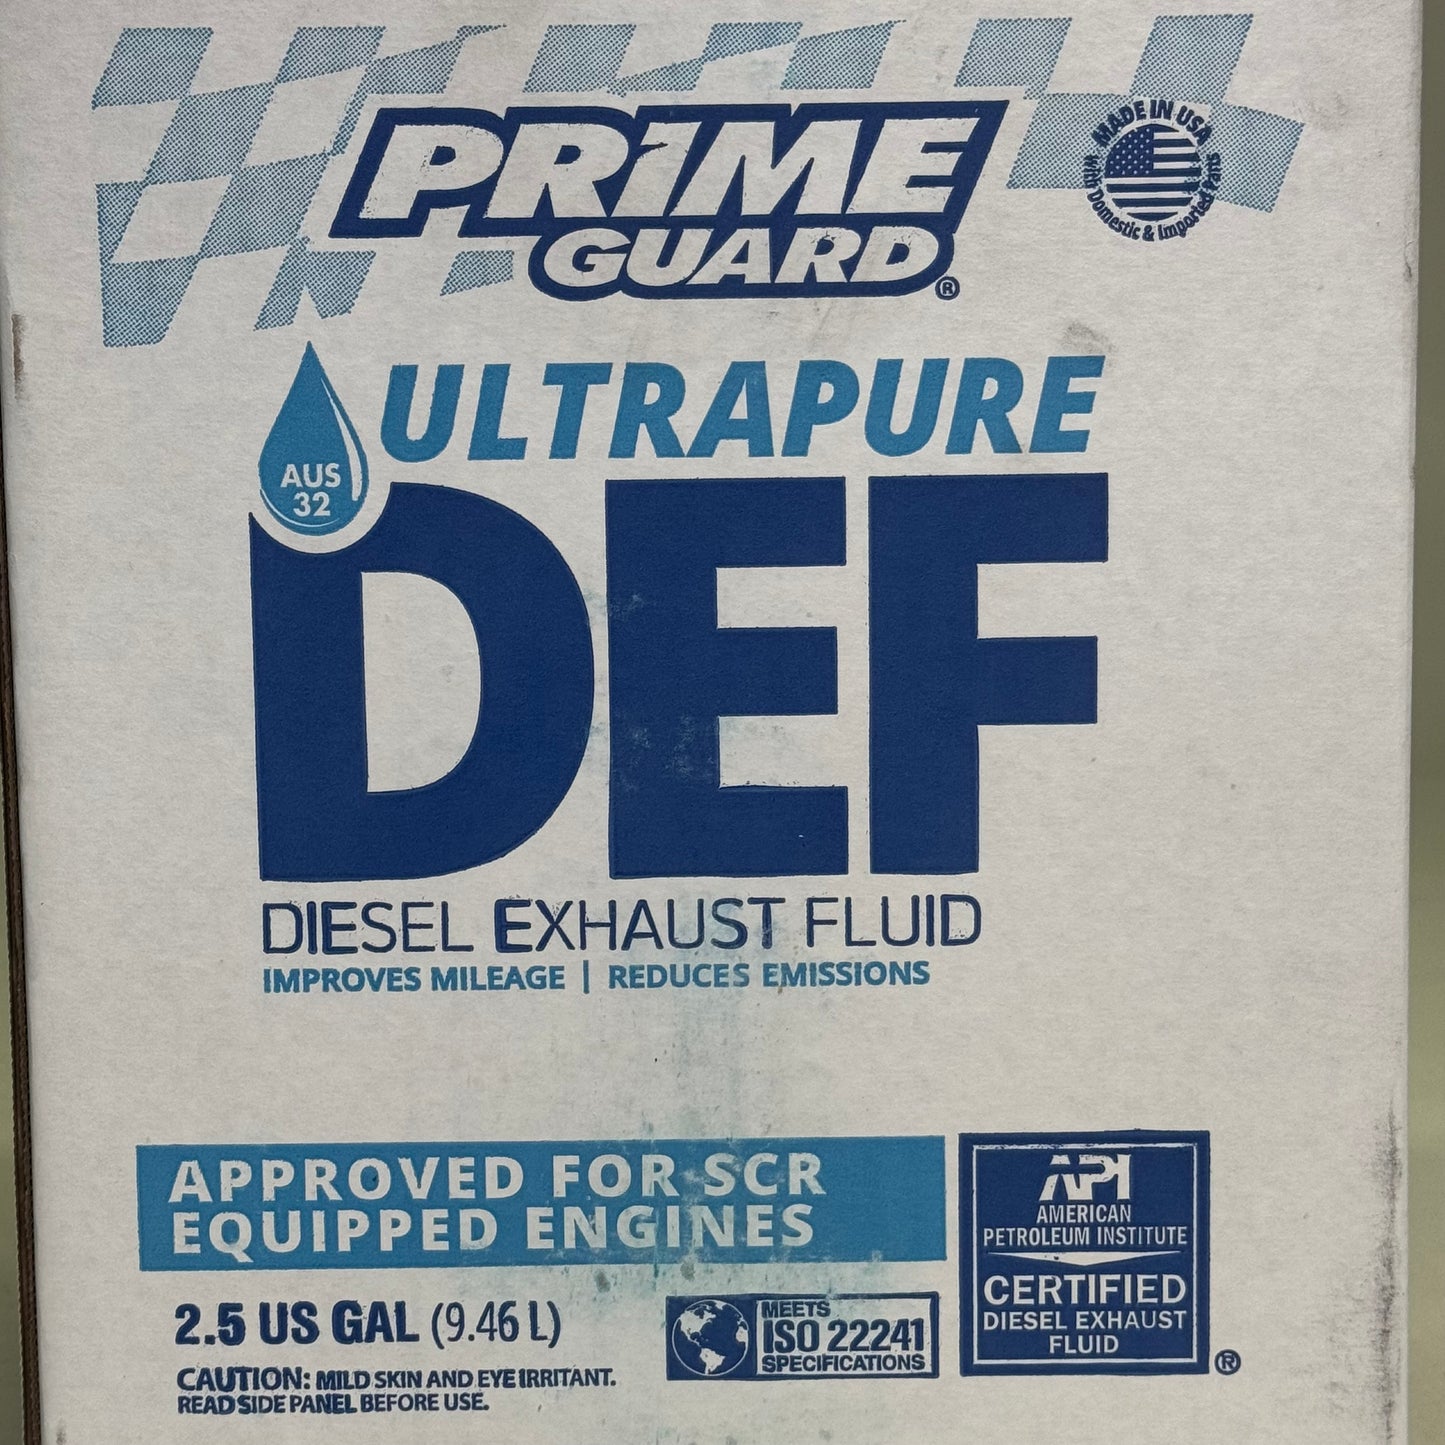 PRIME
GUARD®
MADE IN USA
with Domestic & Imported Parts
ULTRAPURE
AUS
32
DEF
DIESEL EXHAUST FLUID
IMPROVES MILEAGE | REDUCES EMISSIONS
APPROVED FOR SCR
EQUIPPED ENGINES
API
AMERICAN
PETROLEUM INSTITUTE
CERTIFIED
DIESEL EXHAUST
FLUID
®
2.5 US GAL (9.46 L)
MEETS
ISO 22241
SPECIFICATIONS
CAUTION: MILD SKIN AND EYE IRRITANT.
READ SIDE PANEL BEFORE USE.